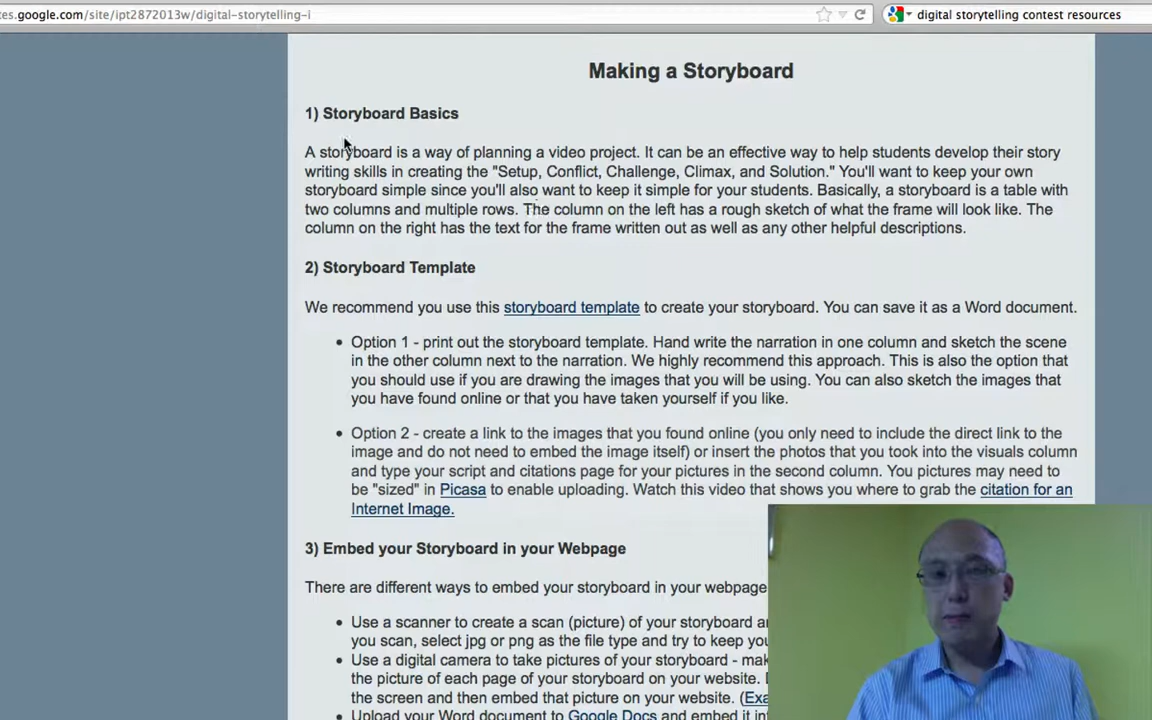 es.google.com/site/ipt2872013w/digital-storytelling-i
digital storytelling contest resources
Making a Storyboard
1) Storyboard Basics
A storyboard is a way of planning a video project. It can be an effective way to help students develop their story
writing skills in creating the "Setup, Conflict, Challenge, Climax, and Solution." You'll want to keep your own
storyboard simple since you'll also want to keep it simple for your students. Basically, a storyboard is a table with
two columns and multiple rows. The column on the left has a rough sketch of what the frame will look like. The
column on the right has the text for the frame written out as well as any other helpful descriptions.
2) Storyboard Template
We recommend you use this storyboard template to create your storyboard. You can save it as a Word document.
• Option 1 - print out the storyboard template. Hand write the narration in one column and sketch the scene
in the other column next to the narration. We highly recommend this approach. This is also the option that
you should use if you are drawing the images that you will be using. You can also sketch the images that
you have found online or that you have taken yourself if you like.
• Option 2 - create a link to the images that you found online (you only need to include the direct link to the
image and do not need to embed the image itself) or insert the photos that you took into the visuals column
and type your script and citations page for your pictures in the second column. You pictures may need to
be "sized" in Picasa to enable uploading. Watch this video that shows you where to grab the citation for an
Internet Image.
3) Embed your Storyboard in your Webpage
There are different ways to embed your storyboard in your webpage
• Use a scanner to create a scan (picture) of your storyboard
you scan, select jpg or png as the file type and try to keep
• Use a digital camera to take pictures of your storyboard -
the picture of each page of your storyboard on your website.
the screen and then embed that picture on your website.
• Upload your Word document to Google Docs and embed it